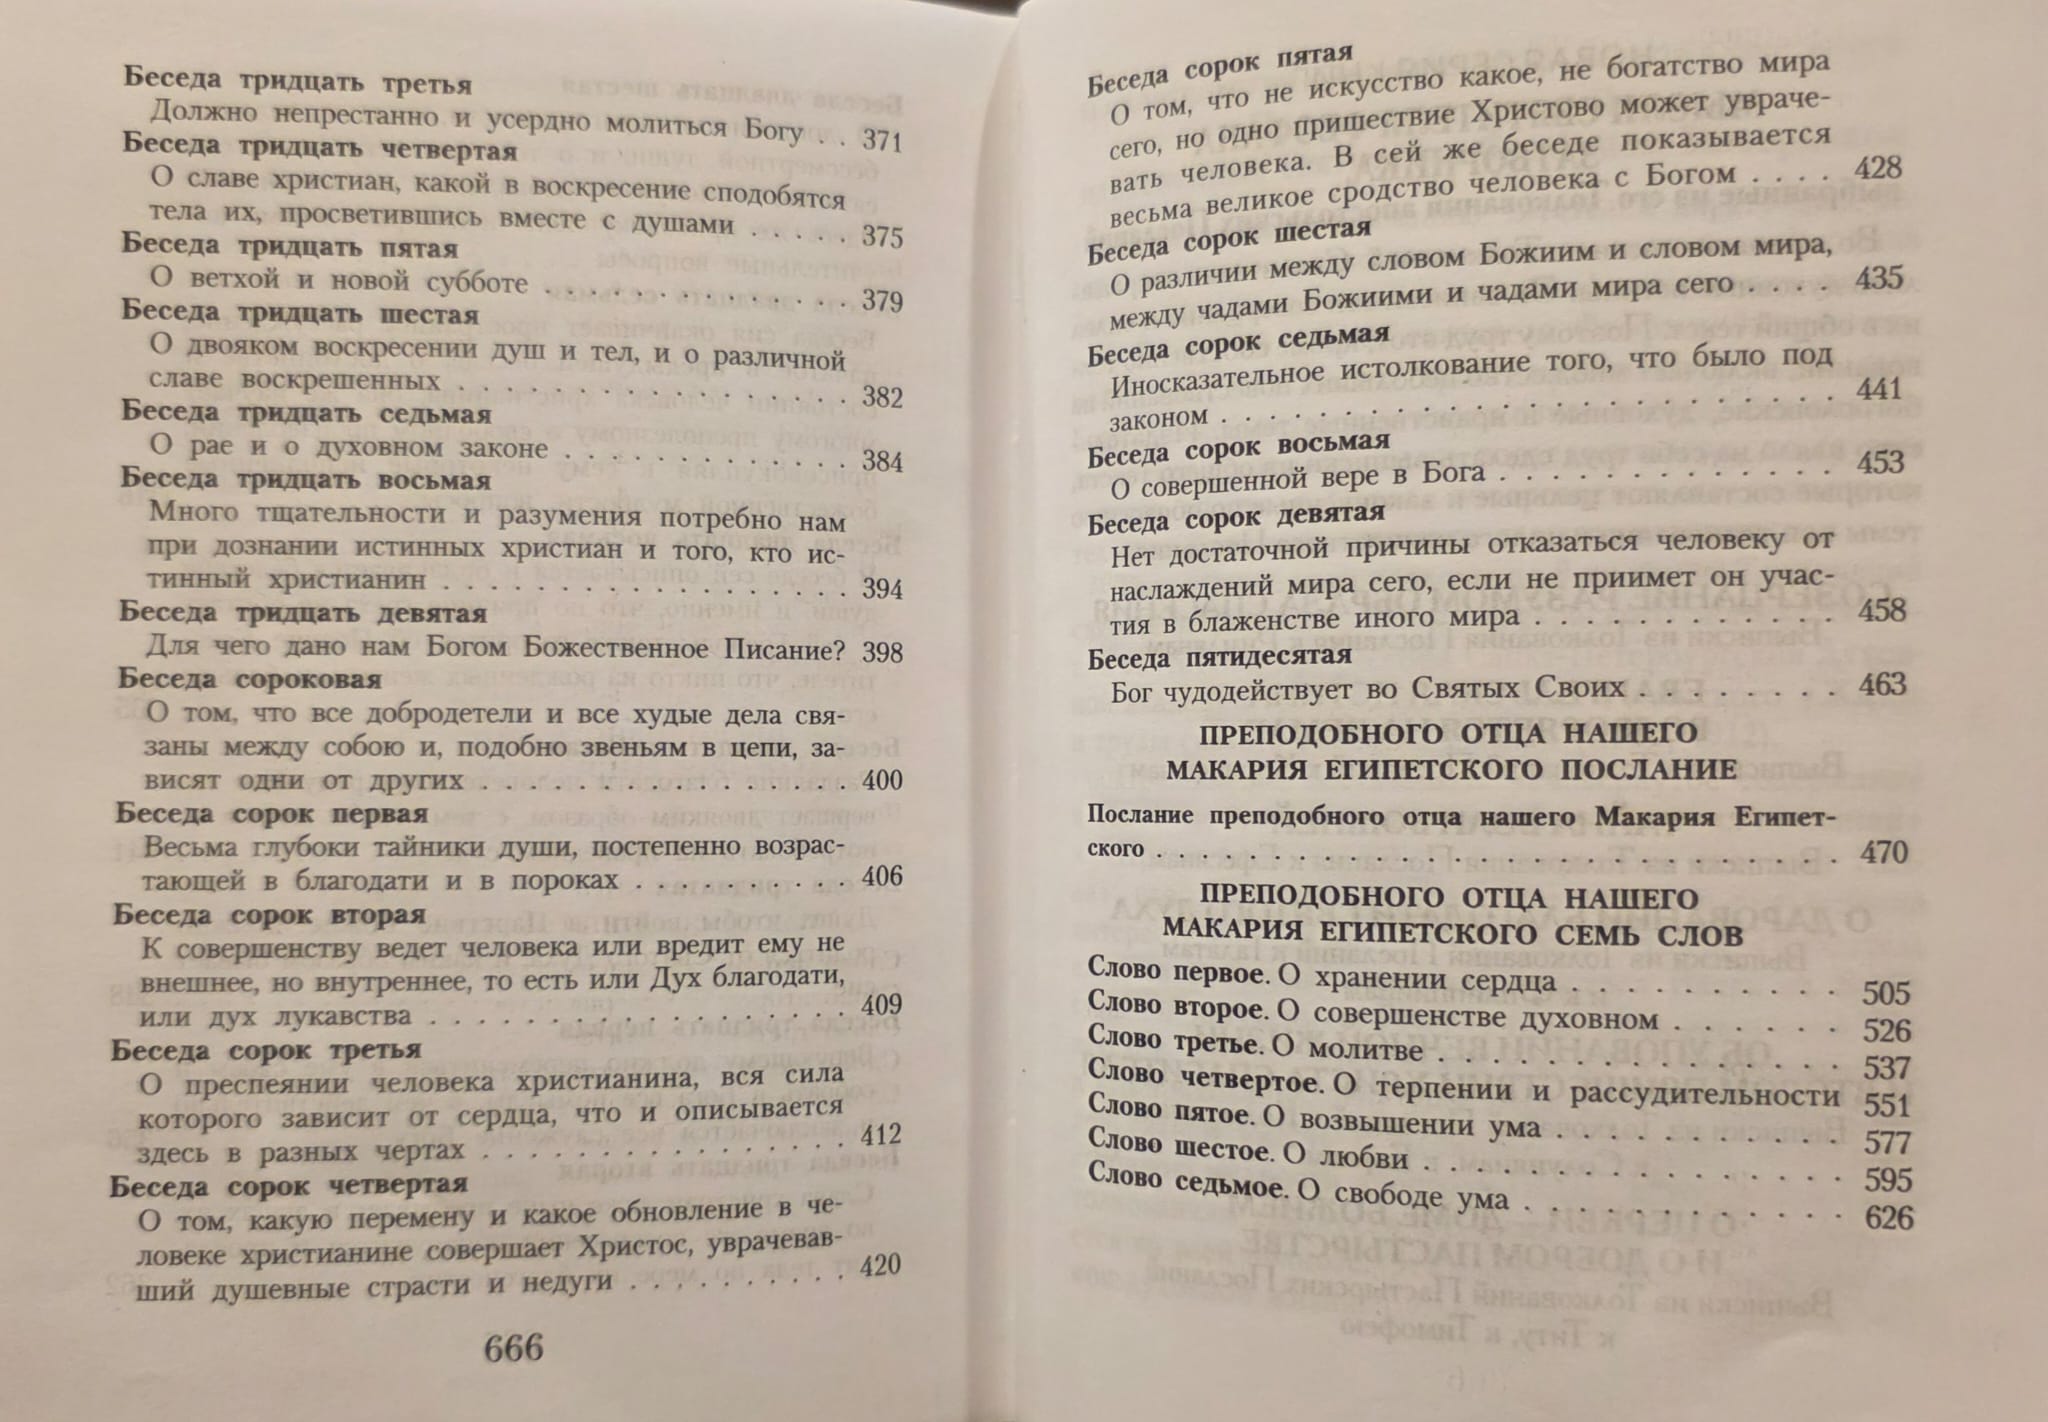 Беседа тридцать третья
Должно непрестанно и усердно молиться Богу . . 371
Беседа тридцать четвертая
О славе христиан, какой в воскресение сподобятся
тела их, просветившись вместе с душами . . . . . 375
Беседа тридцать пятая
О ветхой и новой субботе . . . . . . . . . . . . . 379
Беседа тридцать шестая
О двояком воскресении душ и тел, и о различной
славе воскрешенных . . . . . . . . . . . . . . . . . 382
Беседа тридцать седьмая
О рае и о духовном законе . . . . . . . . . . . . 384
Беседа тридцать восьмая
Много тщательности и разумения потребно нам
при дознании истинных христиан и того, кто ис-
тинный христианин . . . . . . . . . . . . . . . . . 394
Беседа тридцать девятая
Для чего дано нам Богом Божественное Писание? 398
Беседа сороковая
О том, что все добродетели и все худые дела свя-
заны между собою и, подобно звеньям в цепи, за-
висят одни от других . . . . . . . . . . . . . . . 400
Беседа сорок первая
Весьма глубоки тайники души, постепенно возрас-
тающей в благодати и в пороках . . . . . . . . . 406
Беседа сорок вторая
К совершенству ведет человека или вредит ему не
внешнее, но внутреннее, то есть или Дух благодати,
или дух лукавства . . . . . . . . . . . . . . . . . 409
Беседа сорок третья
О преспеянии человека христианина, вся сила
которого зависит от сердца, что и описывается
здесь в разных чертах . . . . . . . . . . . . . . . 412
Беседа сорок четвертая
О том, какую перемену и какое обновление в че-
ловеке христианине совершает Христос, уврачевав-
ший душевные страсти и недуги . . . . . . . . . 420
666
Беседа сорок пятая
О том, что не искусство какое, не богатство мира
сего, но одно пришествие Христово может увраче-
вать человека. В сей же беседе показывается
весьма великое сродство человека с Богом . . . . 428
Беседа сорок шестая
О различии между словом Божиим и словом мира,
между чадами Божиими и чадами мира сего . . . . 435
Беседа сорок седьмая
Иносказательное истолкование того, что было под
законом . . . . . . . . . . . . . . . . . . . . . . . . 441
Беседа сорок восьмая
О совершенной вере в Бога . . . . . . . . . . . . . 453
Беседа сорок девятая
Нет достаточной причины отказаться человеку от
наслаждений мира сего, если не приимет он учас-
тия в блаженстве иного мира . . . . . . . . . . . . 458
Беседа пятидесятая
Бог чудодействует во Святых Своих . . . . . . . . 463
ПРЕПОДОБНОГО ОТЦА НАШЕГО
МАКАРИЯ ЕГИПЕТСКОГО ПОСЛАНИЕ
Послание преподобного отца нашего Макария Египет-
ского . . . . . . . . . . . . . . . . . . . . . . . . 470
ПРЕПОДОБНОГО ОТЦА НАШЕГО
МАКАРИЯ ЕГИПЕТСКОГО СЕМЬ СЛОВ
Слово первое. О хранении сердца . . . . . . . . . . 505
Слово второе. О совершенстве духовном . . . . . . 526
Слово третье. О молитве . . . . . . . . . . . . . . . 537
Слово четвертое. О терпении и рассудительности 551
Слово пятое. О возвышении ума . . . . . . . . . . . 577
Слово шестое. О любви . . . . . . . . . . . . . . . . 595
Слово седьмое. О свободе ума . . . . . . . . . . . . 626